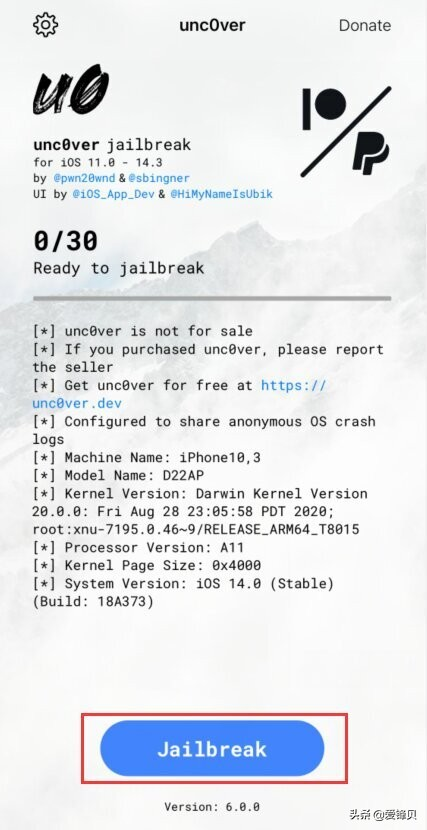 unc0ver
Donate
u0
unc0ver jailbreak
for iOS 11.0 - 14.3
by @pwn20wnd & @sbingner
UI by @iOS_App_Dev & @HiMyNameIsUbik
0/30
Ready to jailbreak
[*] unc0ver is not for sale
[*] If you purchased unc0ver, please report
the seller
[*] Get unc0ver for free at https://
unc0ver.dev
[*] Configured to share anonymous OS crash
logs
[*] Machine Name: iPhone10,3
[*] Model Name: D22AP
[*] Kernel Version: Darwin Kernel Version
20.0.0: Fri Aug 28 23:05:58 PDT 2020;
root:xnu-7195.0.46~9/RELEASE_ARM64_T8015
[*] Processor Version: A11
[*] Kernel Page Size: 0x4000
[*] System Version: iOS 14.0 (Stable)
(Build: 18A373)
Jailbreak
Version: 6.0.0
头条 @爱锋贝